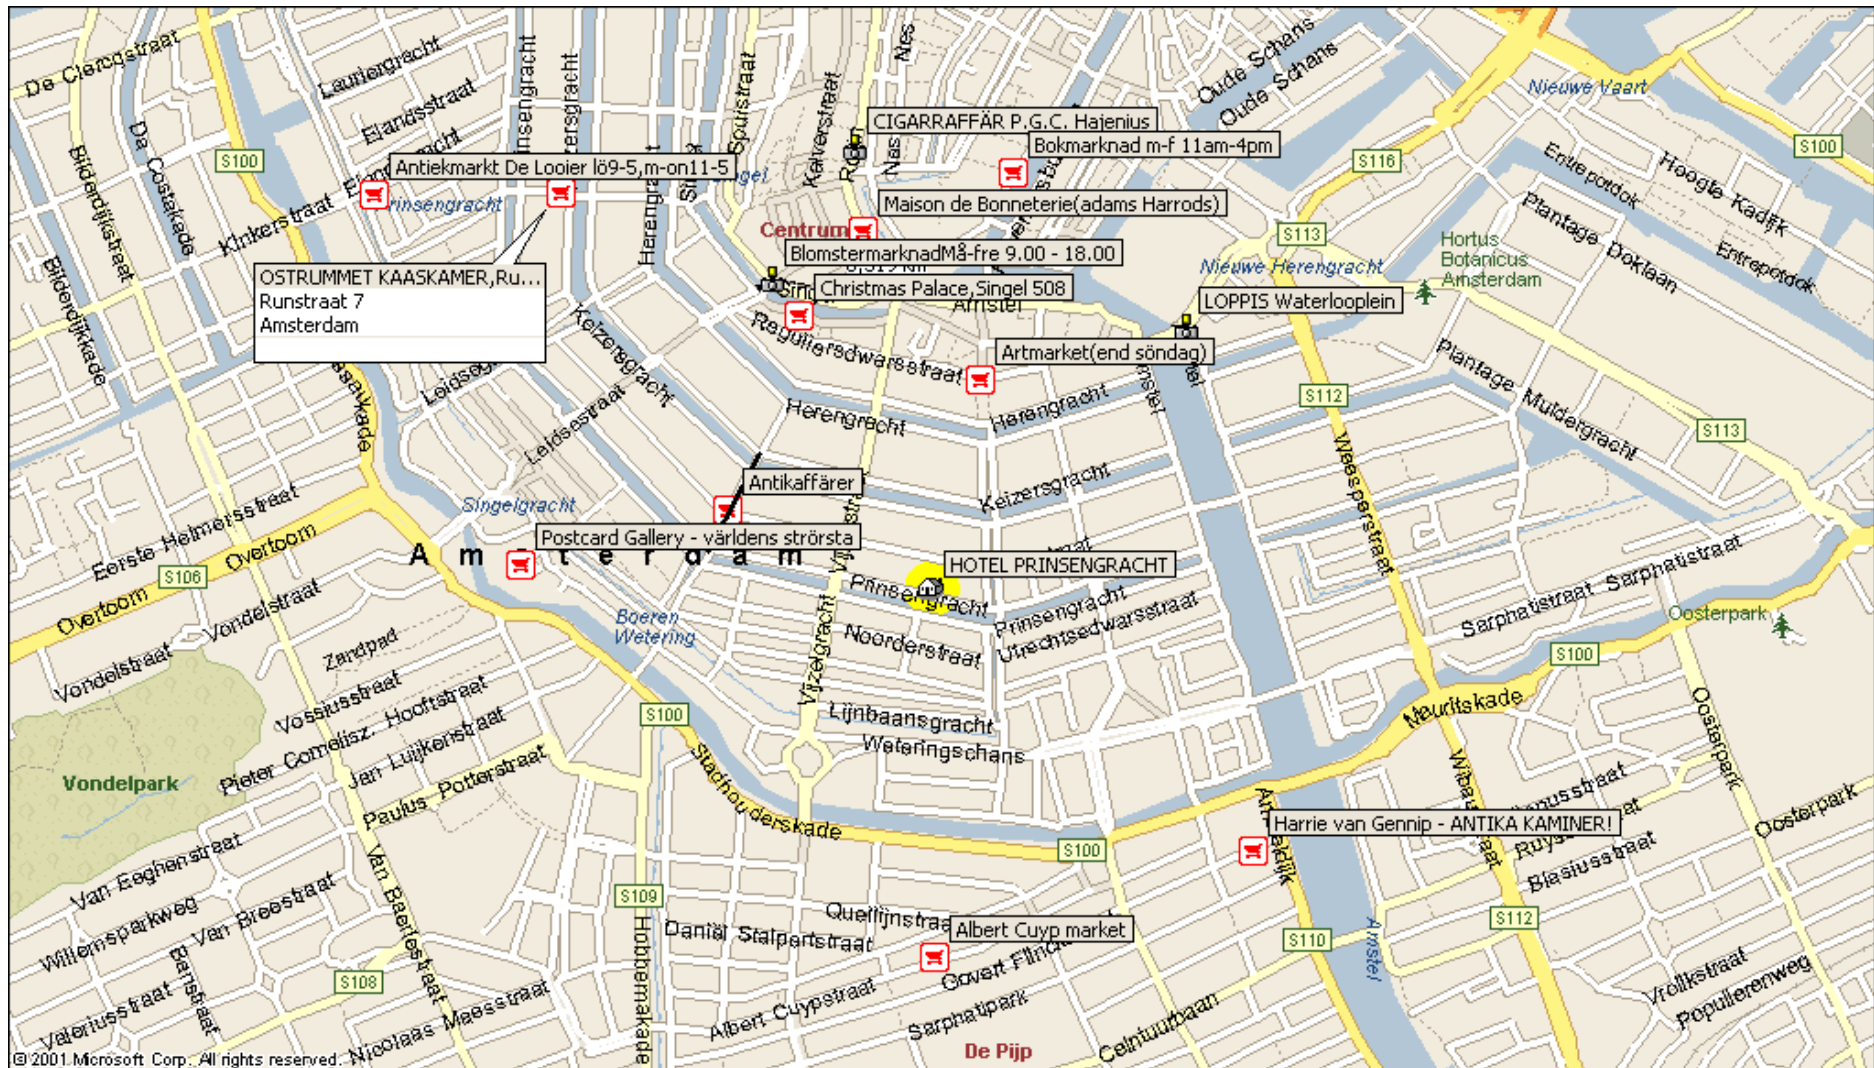 De Clercqstraat
Lauriergracht
Elandsstraat
Prinsengracht
Keizersgracht
Spuistraat
Kalverstraat
Nes
Oude Schans
Oude Schans
Nieuwe Vaart
S100
S100
S116
CIGARRAFFÄR P.G.C. Hajenius
Bokmarknad m-f 11am-4pm
Antiekmarkt De Looier lö9-5,m-on11-5
Singel
Da Costakade
Bilderdijkstraat
Kinkerstraat
Prinsengracht
Herengracht
Maison de Bonneterie(adams Harrods)
Centrum
BlomstermarknadMå-fre 9.00 - 18.00
Christmas Palace,Singel 508
Entrepotdok
Hoogte Kadijk
Plantage Doklaan
Entrepotdok
S113
Hortus
Botanicus
Amsterdam
Nieuwe Herengracht
LOPPIS Waterlooplein
OSTRUMMET KAASKAMER,Ru...
Runstraat 7
Amsterdam
Bilderdijkkade
Keizersgracht
Amstel
Reguliersdwarsstraat
Artmarket(end söndag)
Amstel
Plantage Muidergracht
S112
S113
Leidsestraat
Herengracht
Herengracht
Weesperstraat
Antikaffärer
Keizersgracht
Singelgracht
Postcard Gallery - världens strörsta
Amsterdam
Eerste Helmersstraat
Overtoom
Overtoom
S106
HOTEL PRINSENGRACHT
Prinsengracht
Prinsengracht
Utrechtsedwarsstraat
Noorderstraat
Vijzelgracht
Boeren
Wetering
Sarphatistraat
Sarphatistraat
Oosterpark
S100
Vondelstraat
Vondelstraat
Zandpad
Vossiusstraat
Pieter Cornelisz. Hooftstraat
Jan Luijkenstraat
Paulus Potterstraat
Vondelpark
S100
Lijnbaansgracht
Weteringschans
Stadhouderskade
Mauritskade
Oosterpark
Oosterpark
Harrie van Gennip - ANTIKA KAMINER!
S100
Blasiusstraat
Van Eeghenstraat
Willemsparkweg
Van Breestraat
Banstraat
Van Baerlestraat
S109
S108
Valeriusstraat
Nicolaas Maesstraat
Hobbemakade
Daniël Stalpertstraat
Albert Cuyp market
Albert Cuypstraat
Sarphatipark
De Pijp
Ceintuurbaan
S110
S112
Amstel
Vrolikstraat
Populierenweg
© 2001 Microsoft Corp. All rights reserved.